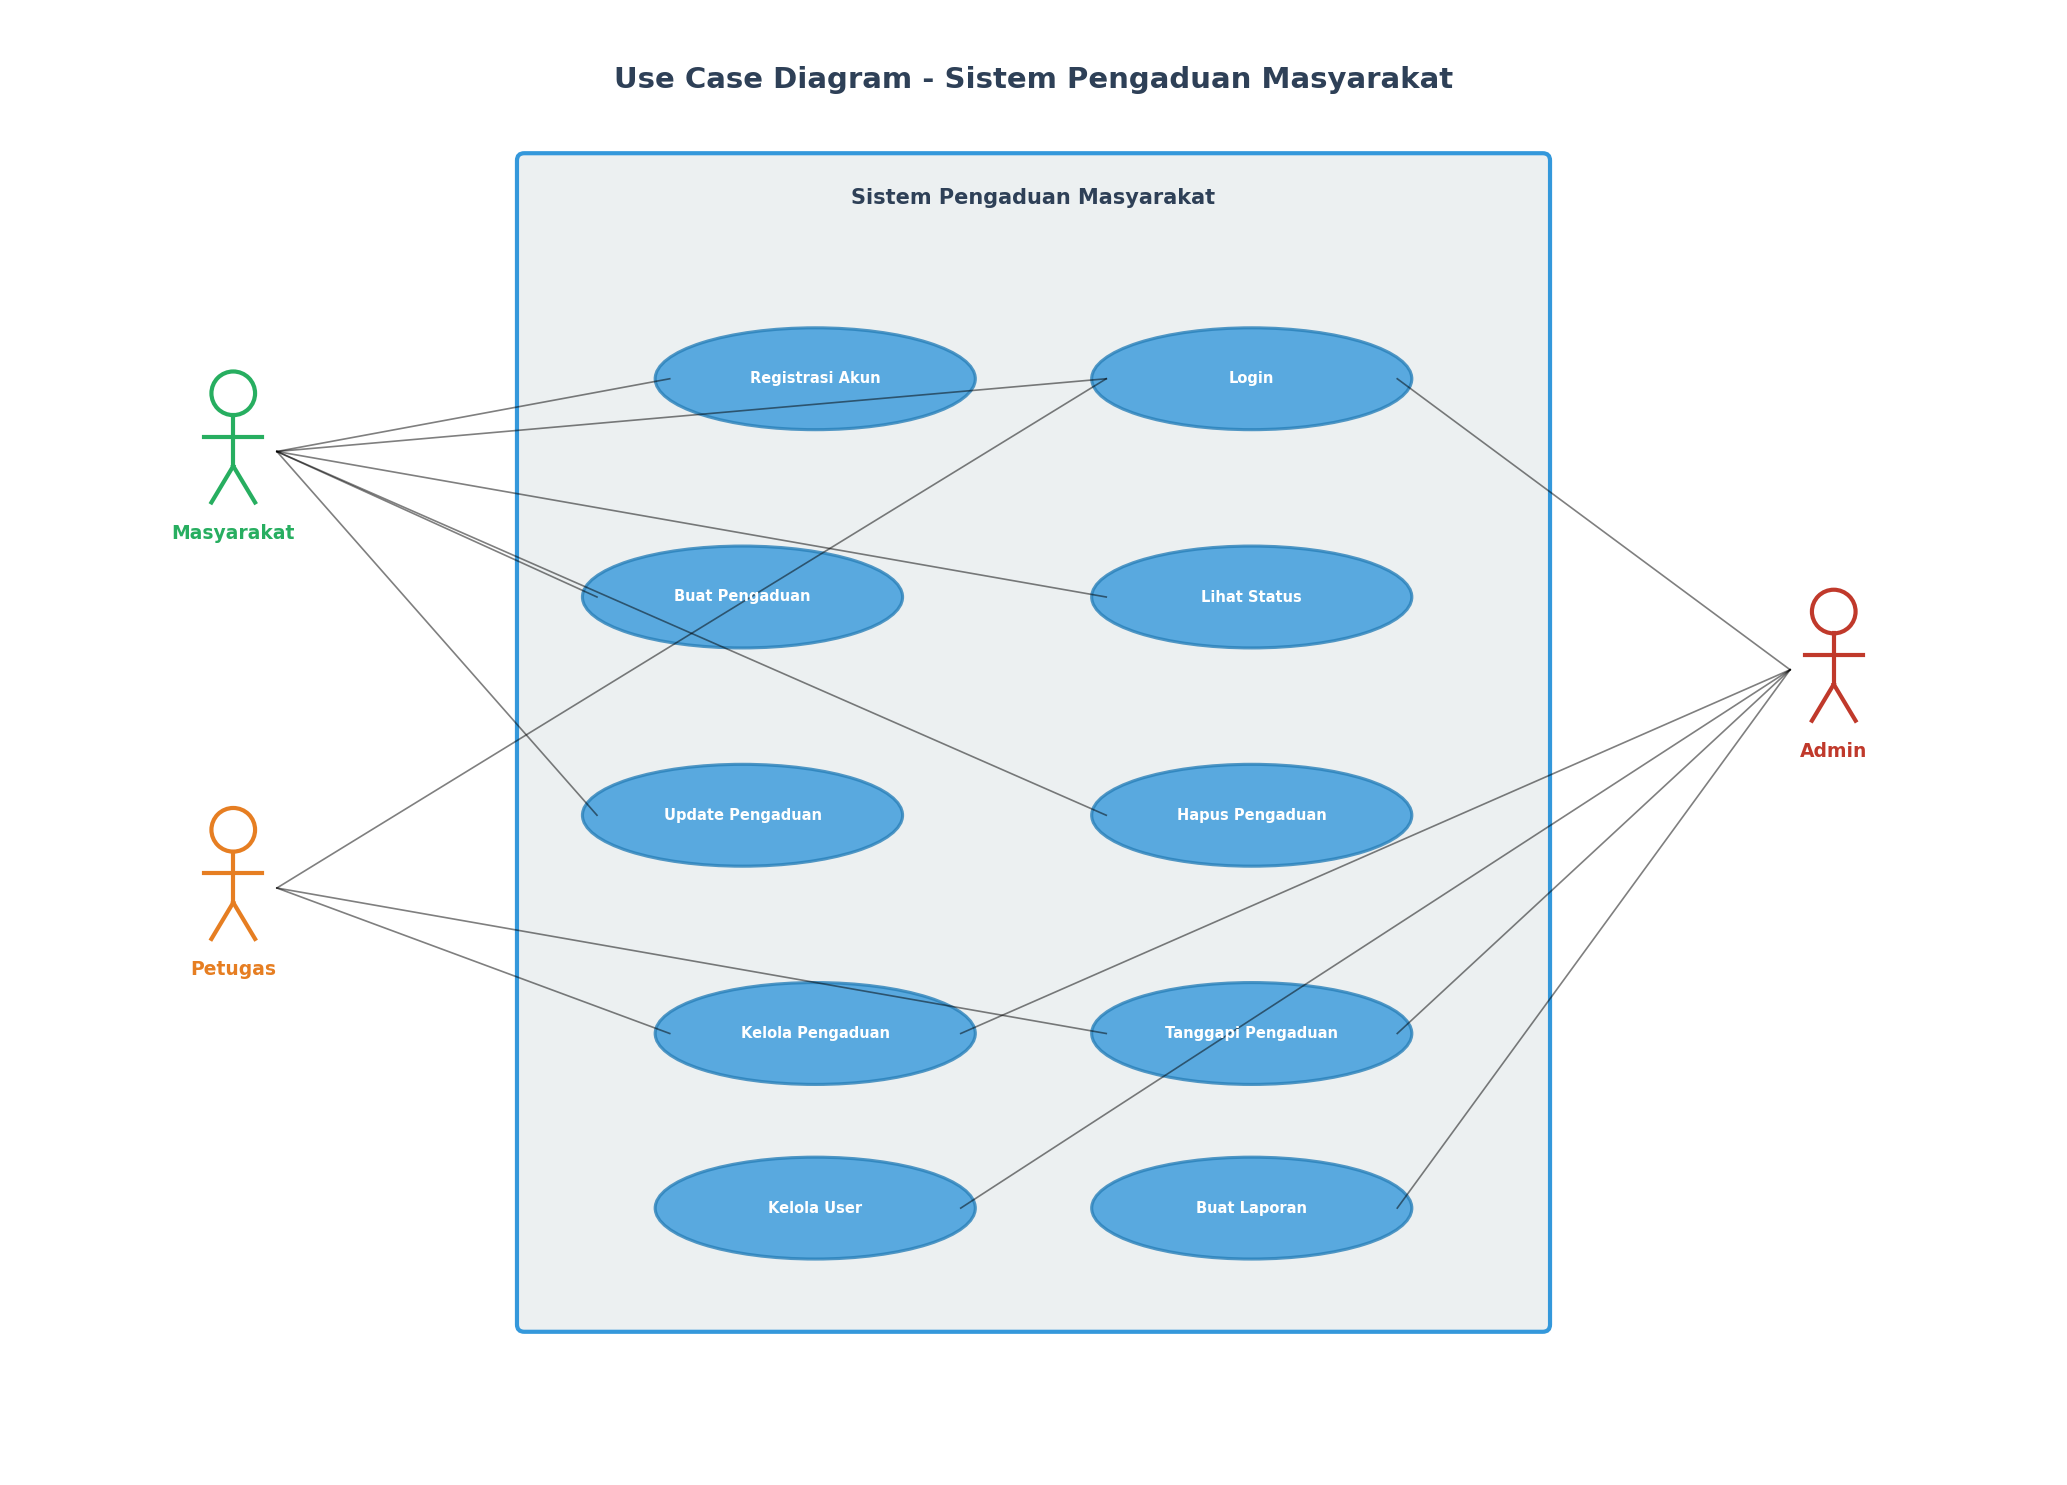 Use Case Diagram - Sistem Pengaduan Masyarakat
Sistem Pengaduan Masyarakat
Registrasi Akun
Login
Masyarakat
Buat Pengaduan
Lihat Status
Admin
Update Pengaduan
Hapus Pengaduan
Petugas
Kelola Pengaduan
Tanggapi Pengaduan
Kelola User
Buat Laporan